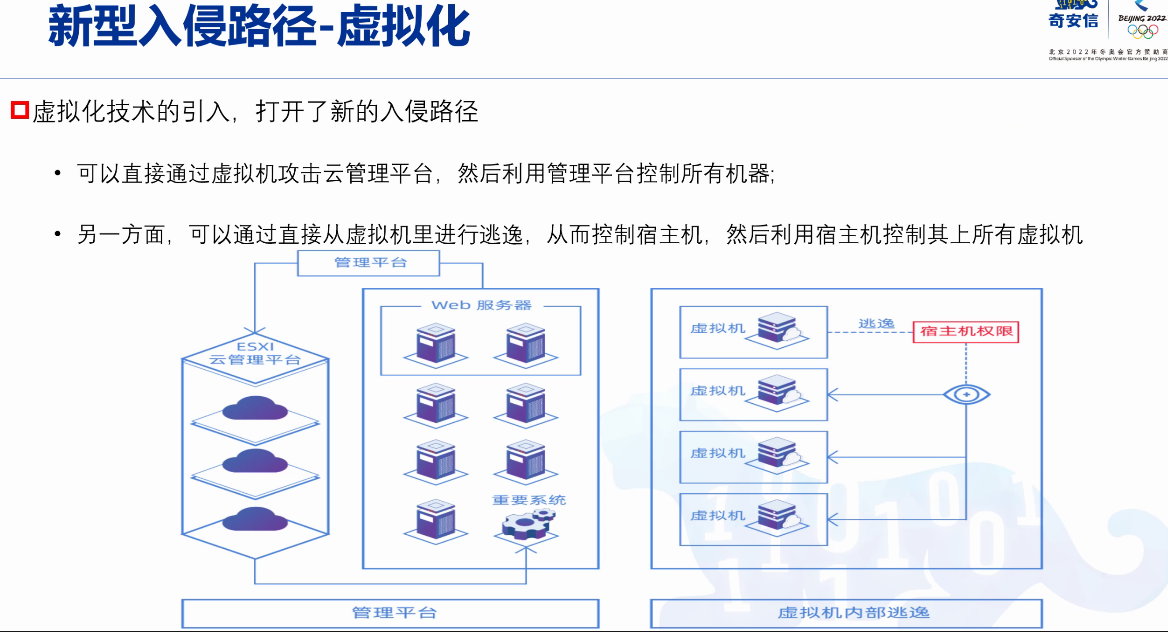 新型入侵路径-虚拟化
奇安信
BEIJING 2022
北京2022年冬奥会官方赞助商
Official Sponsor of the Olympic Winter Games Beijing 2022
虚拟化技术的引入，打开了新的入侵路径
• 可以直接通过虚拟机攻击云管理平台，然后利用管理平台控制所有机器;
• 另一方面，可以通过直接从虚拟机里进行逃逸，从而控制宿主机，然后利用宿主机控制其上所有虚拟机
管理平台
ESXI
云管理平台
Web 服务器
重要系统
管理平台
虚拟机
逃逸
宿主机权限
虚拟机
虚拟机
虚拟机
虚拟机内部逃逸